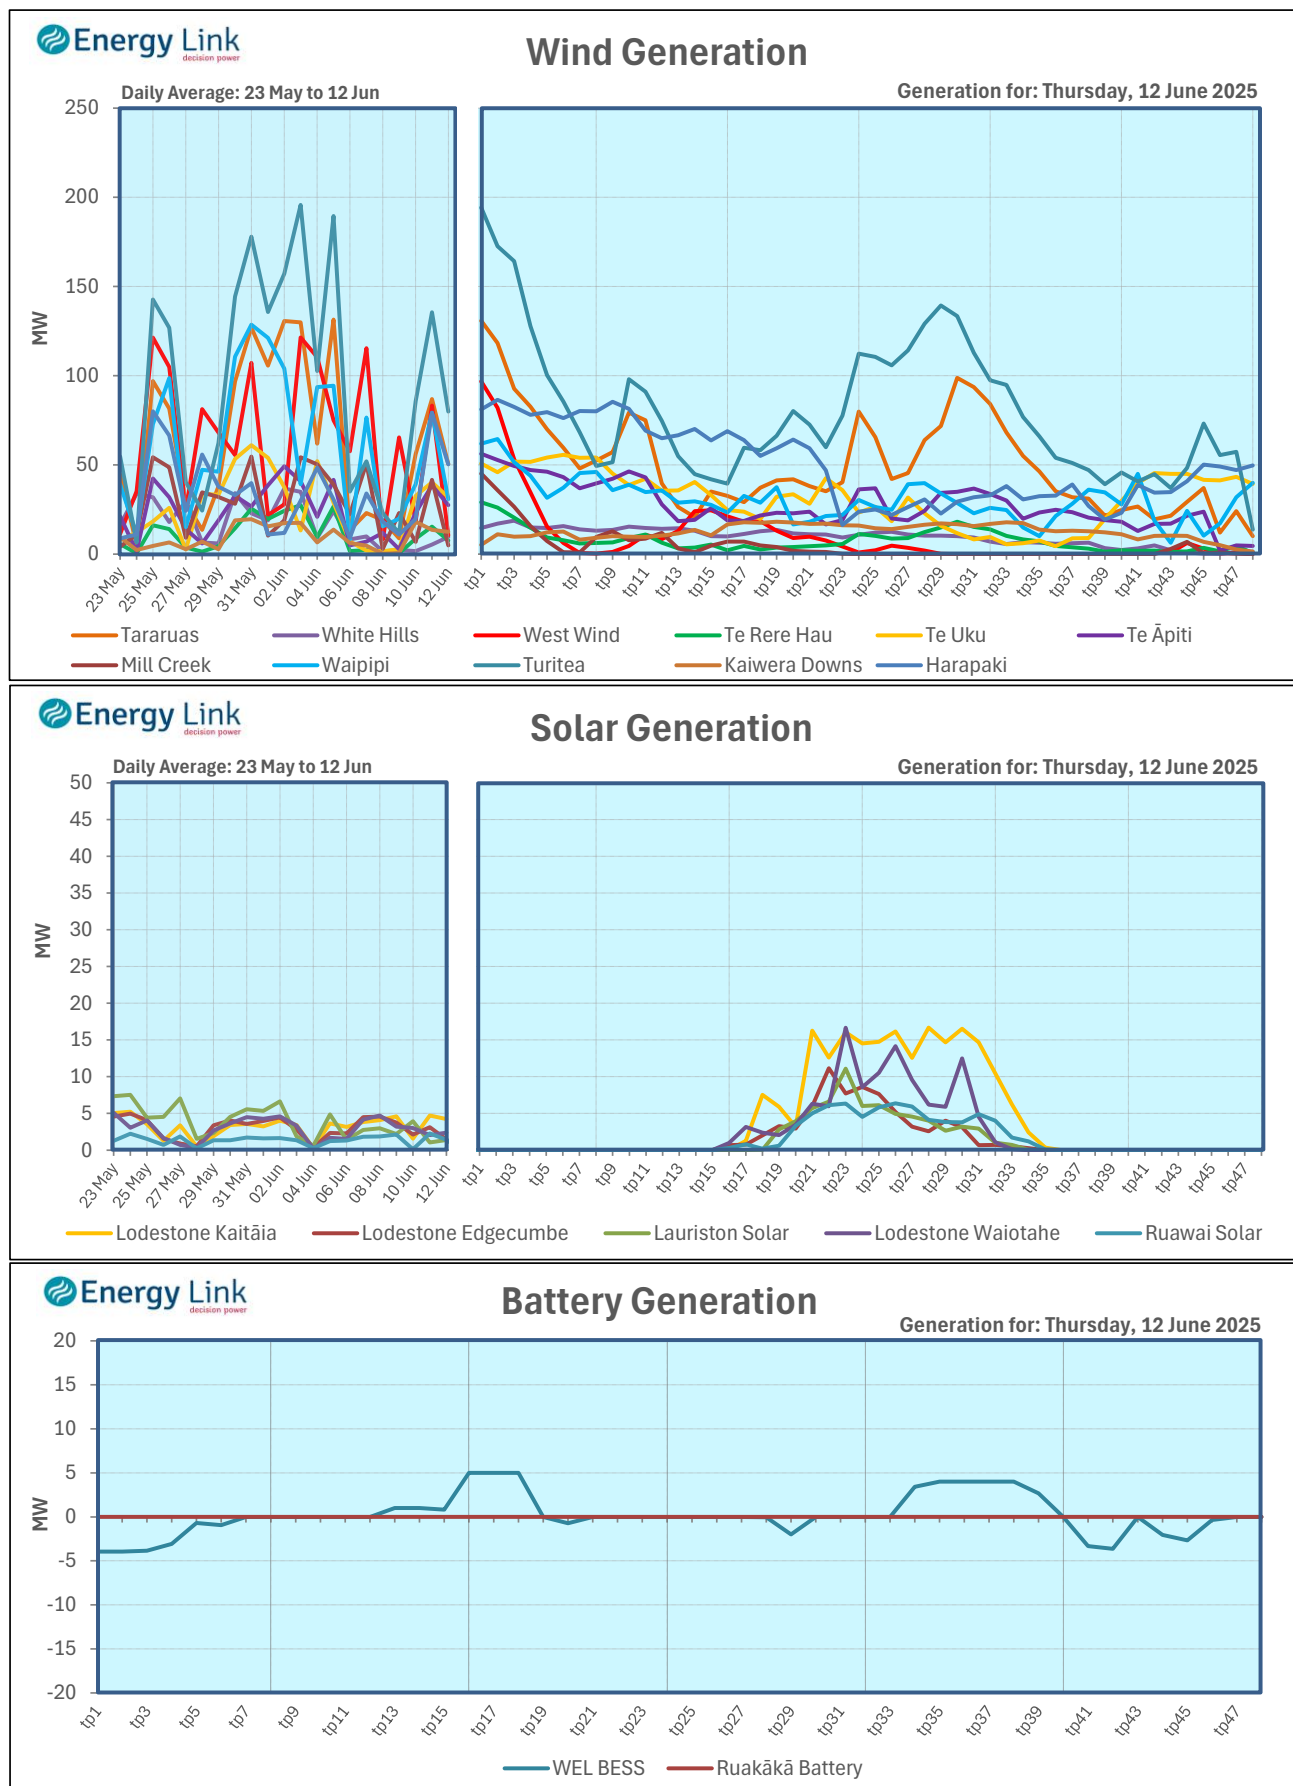 Energy Link
decision power
Wind Generation
Daily Average: 23 May to 12 Jun
Generation for: Thursday, 12 June 2025
250
200
150
100
50
0
MW
23 May
25 May
27 May
29 May
31 May
02 Jun
04 Jun
06 Jun
08 Jun
10 Jun
12 Jun
tp1
tp3
tp5
tp7
tp9
tp11
tp13
tp15
tp17
tp19
tp21
tp23
tp25
tp27
tp29
tp31
tp33
tp35
tp37
tp39
tp41
tp43
tp45
tp47
Tararuas White Hills West Wind Te Rere Hau Te Uku Te Āpiti
Mill Creek Waipipi Turitea Kaiwera Downs Harapaki
Energy Link
decision power
Solar Generation
Daily Average: 23 May to 12 Jun
Generation for: Thursday, 12 June 2025
50
45
40
35
30
25
20
15
10
5
0
MW
23 May
25 May
27 May
29 May
31 May
02 Jun
04 Jun
06 Jun
08 Jun
10 Jun
12 Jun
tp1
tp3
tp5
tp7
tp9
tp11
tp13
tp15
tp17
tp19
tp21
tp23
tp25
tp27
tp29
tp31
tp33
tp35
tp37
tp39
tp41
tp43
tp45
tp47
Lodestone Kaitāia Lodestone Edgecumbe Lauriston Solar Lodestone Waiotahe Ruawai Solar
Energy Link
decision power
Battery Generation
Generation for: Thursday, 12 June 2025
20
15
10
5
0
-5
-10
-15
-20
MW
tp1
tp3
tp5
tp7
tp9
tp11
tp13
tp15
tp17
tp19
tp21
tp23
tp25
tp27
tp29
tp31
tp33
tp35
tp37
tp39
tp41
tp43
tp45
tp47
WEL BESS Ruakākā Battery